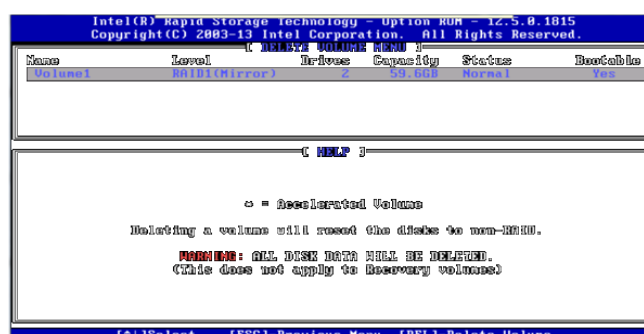 Intel(R) Rapid Storage Technology - Option ROM - 12.5.0.1815
Copyright(C) 2003-13 Intel Corporation. All Rights Reserved.
[ DELETE VOLUME MENU ]
Name Level Drives Capacity Status Bootable
Volume1 RAID1(Mirror) 2 59.6GB Normal Yes
[ HELP ]
* = Accelerated Volume
Deleting a volume will reset the disks to non-RAID.
WARNING: ALL DISK DATA WILL BE DELETED.
(This does not apply to Recovery volumes)
[↑↓]Select [ESC] Previous Menu [DEL] Delete Volume